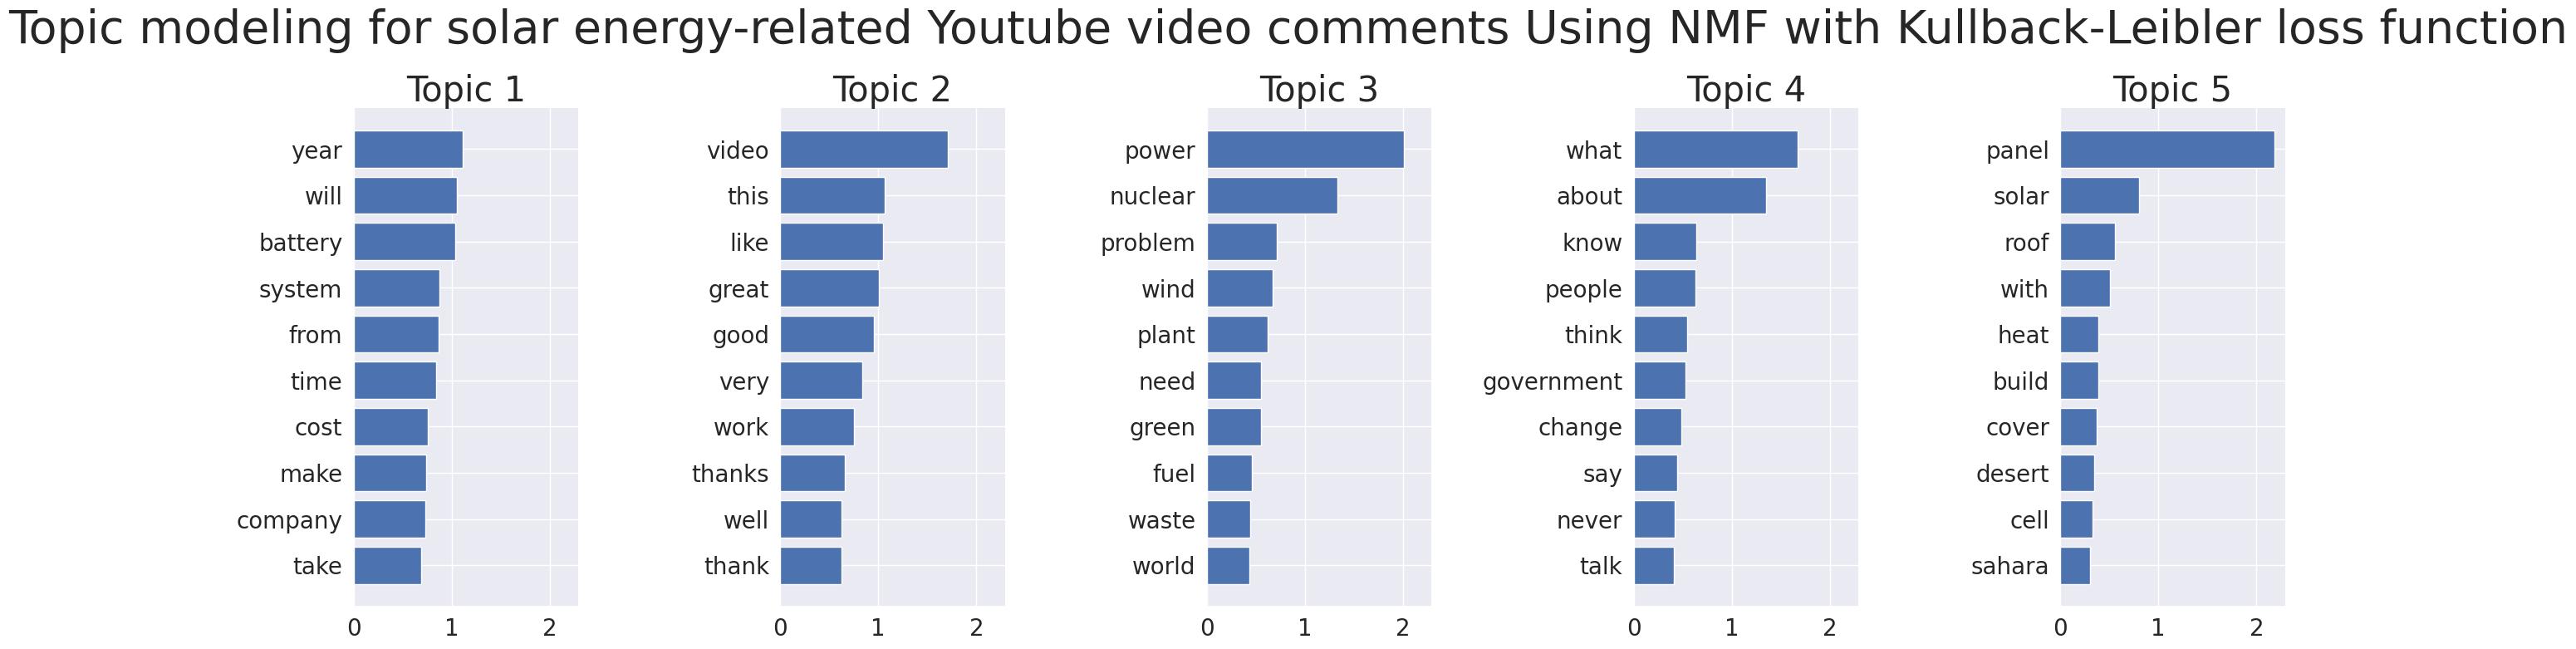 Topic modeling for solar energy-related Youtube video comments Using NMF with Kullback-Leibler loss function
Topic 1
year
will
battery
system
from
time
cost
make
company
take
0 1 2
Topic 2
video
this
like
great
good
very
work
thanks
well
thank
0 1 2
Topic 3
power
nuclear
problem
wind
plant
need
green
fuel
waste
world
0 1 2
Topic 4
what
about
know
people
think
government
change
say
never
talk
0 1 2
Topic 5
panel
solar
roof
with
heat
build
cover
desert
cell
sahara
0 1 2